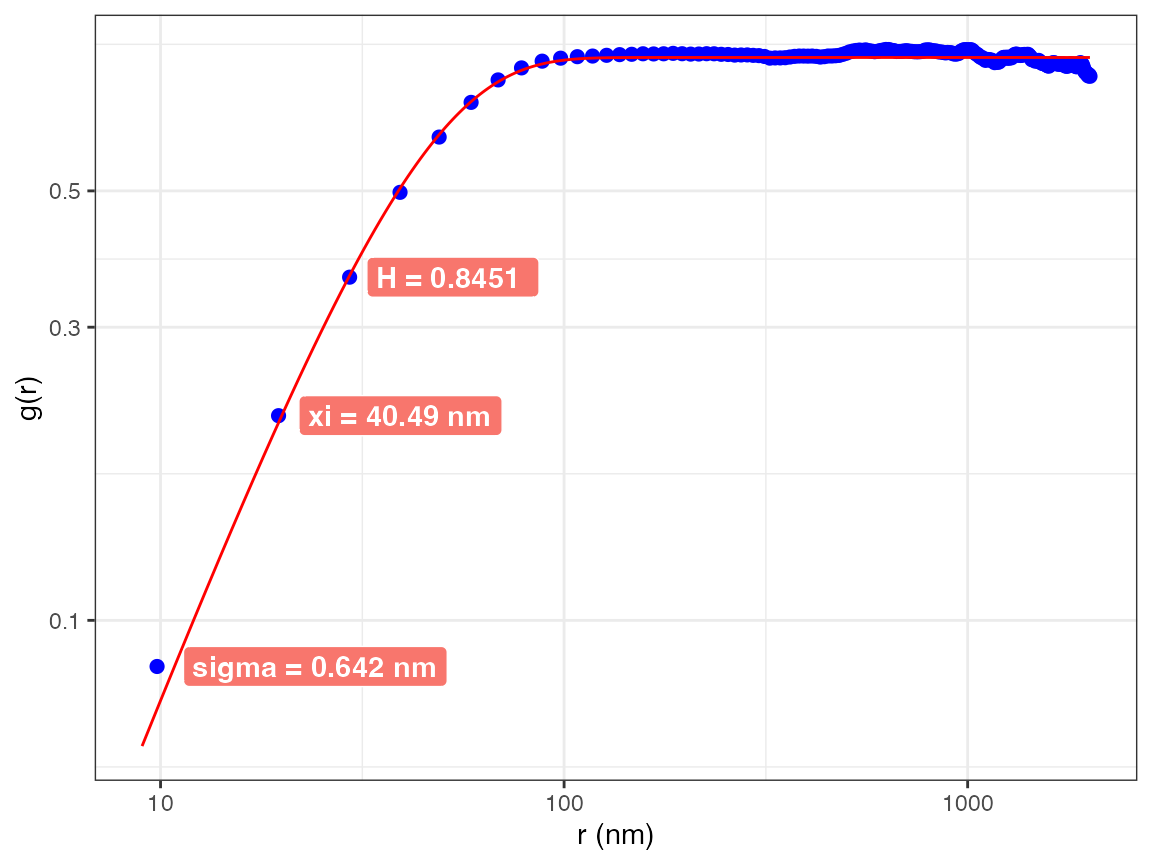 g(r)
0.5
0.3
0.1
H = 0.8451
xi = 40.49 nm
sigma = 0.642 nm
10
100
1000
r (nm)